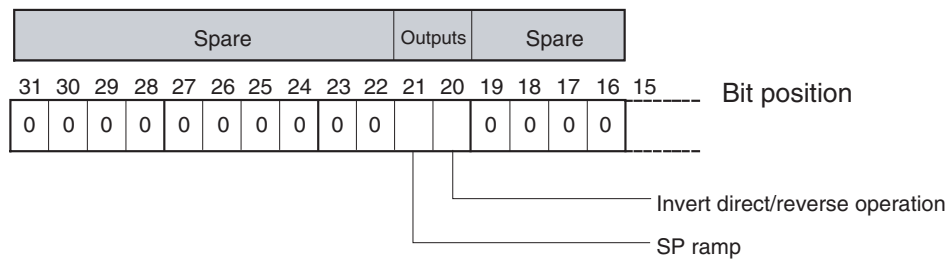 Spare Outputs Spare
31 30 29 28 27 26 25 24 23 22 21 20 19 18 17 16 15 Bit position
0 0 0 0 0 0 0 0 0 0 0 0 0 0
Invert direct/reverse operation
SP ramp